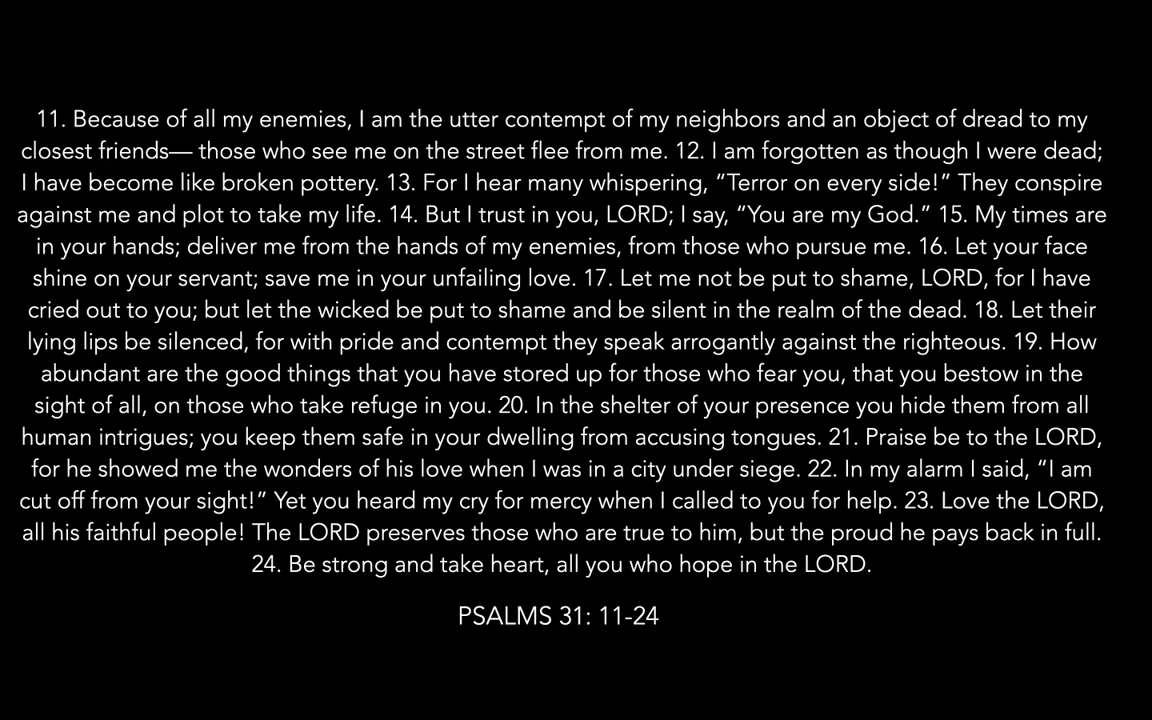 11. Because of all my enemies, I am the utter contempt of my neighbors and an object of dread to my
closest friends— those who see me on the street flee from me. 12. I am forgotten as though I were dead;
I have become like broken pottery. 13. For I hear many whispering, “Terror on every side!” They conspire
against me and plot to take my life. 14. But I trust in you, LORD; I say, “You are my God.” 15. My times are
in your hands; deliver me from the hands of my enemies, from those who pursue me. 16. Let your face
shine on your servant; save me in your unfailing love. 17. Let me not be put to shame, LORD, for I have
cried out to you; but let the wicked be put to shame and be silent in the realm of the dead. 18. Let their
lying lips be silenced, for with pride and contempt they speak arrogantly against the righteous. 19. How
abundant are the good things that you have stored up for those who fear you, that you bestow in the
sight of all, on those who take refuge in you. 20. In the shelter of your presence you hide them from all
human intrigues; you keep them safe in your dwelling from accusing tongues. 21. Praise be to the LORD,
for he showed me the wonders of his love when I was in a city under siege. 22. In my alarm I said, “I am
cut off from your sight!” Yet you heard my cry for mercy when I called to you for help. 23. Love the LORD,
all his faithful people! The LORD preserves those who are true to him, but the proud he pays back in full.
24. Be strong and take heart, all you who hope in the LORD.
PSALMS 31: 11-24